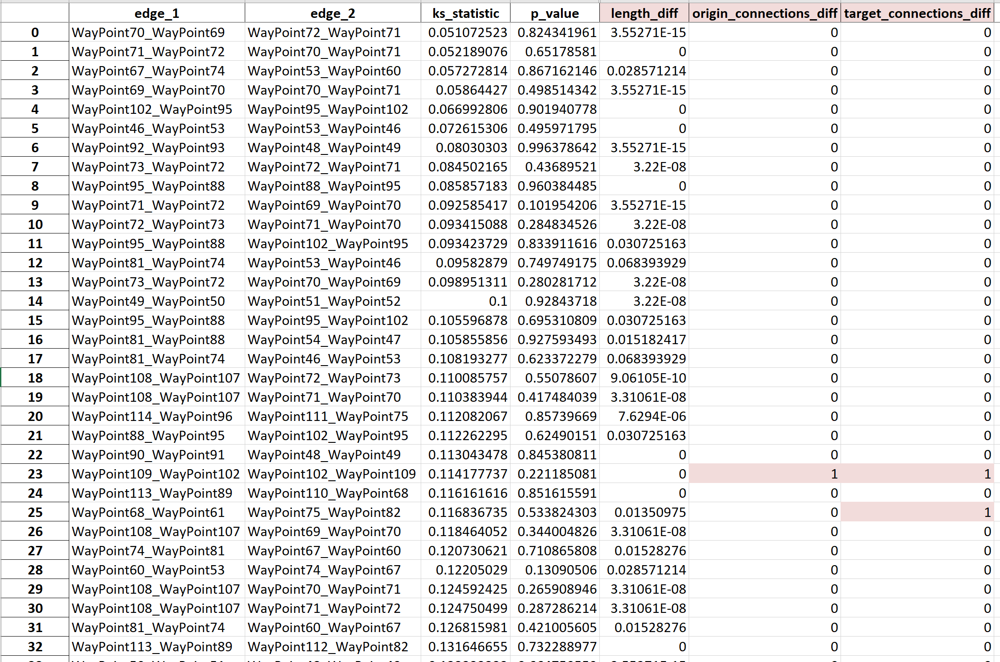 edge_1 edge_2 ks_statistic p_value length_diff origin_connections_diff target_connections_diff
0 WayPoint70_WayPoint69 WayPoint72_WayPoint71 0.051072523 0.824341961 3.55271E-15 0 0
1 WayPoint71_WayPoint72 WayPoint70_WayPoint71 0.052189076 0.65178581 0 0 0
2 WayPoint67_WayPoint74 WayPoint53_WayPoint60 0.057272814 0.867162146 0.028571214 0 0
3 WayPoint69_WayPoint70 WayPoint70_WayPoint71 0.05864427 0.498514342 3.55271E-15 0 0
4 WayPoint102_WayPoint95 WayPoint95_WayPoint102 0.066992806 0.901940778 0 0 0
5 WayPoint46_WayPoint53 WayPoint53_WayPoint46 0.072615306 0.495971795 0 0 0
6 WayPoint92_WayPoint93 WayPoint48_WayPoint49 0.08030303 0.996378642 3.55271E-15 0 0
7 WayPoint73_WayPoint72 WayPoint72_WayPoint71 0.084502165 0.43689521 3.22E-08 0 0
8 WayPoint95_WayPoint88 WayPoint88_WayPoint95 0.085857183 0.960384485 0 0 0
9 WayPoint71_WayPoint72 WayPoint69_WayPoint70 0.092585417 0.101954206 3.55271E-15 0 0
10 WayPoint72_WayPoint73 WayPoint71_WayPoint70 0.093415088 0.284834526 3.22E-08 0 0
11 WayPoint95_WayPoint88 WayPoint102_WayPoint95 0.093423729 0.833911616 0.030725163 0 0
12 WayPoint81_WayPoint74 WayPoint53_WayPoint46 0.09582879 0.749749175 0.068393929 0 0
13 WayPoint73_WayPoint72 WayPoint70_WayPoint69 0.098951311 0.280281712 3.22E-08 0 0
14 WayPoint49_WayPoint50 WayPoint51_WayPoint52 0.1 0.92843718 3.22E-08 0 0
15 WayPoint95_WayPoint88 WayPoint95_WayPoint102 0.105596878 0.695310809 0.030725163 0 0
16 WayPoint81_WayPoint88 WayPoint54_WayPoint47 0.105855856 0.927593493 0.015182417 0 0
17 WayPoint81_WayPoint74 WayPoint46_WayPoint53 0.108193277 0.623372279 0.068393929 0 0
18 WayPoint108_WayPoint107 WayPoint72_WayPoint73 0.110085757 0.55078607 9.06105E-10 0 0
19 WayPoint108_WayPoint107 WayPoint71_WayPoint70 0.110383944 0.417484039 3.31061E-08 0 0
20 WayPoint114_WayPoint96 WayPoint111_WayPoint75 0.112082067 0.85739669 7.6294E-06 0 0
21 WayPoint88_WayPoint95 WayPoint102_WayPoint95 0.112262295 0.62490151 0.030725163 0 0
22 WayPoint90_WayPoint91 WayPoint48_WayPoint49 0.113043478 0.845380811 0 0 0
23 WayPoint109_WayPoint102 WayPoint102_WayPoint109 0.114177737 0.221185081 0 1 1
24 WayPoint113_WayPoint89 WayPoint110_WayPoint68 0.116161616 0.851615591 0 0 0
25 WayPoint68_WayPoint61 WayPoint75_WayPoint82 0.116836735 0.533824303 0.01350975 0 1
26 WayPoint108_WayPoint107 WayPoint69_WayPoint70 0.118464052 0.344004826 3.31061E-08 0 0
27 WayPoint74_WayPoint81 WayPoint67_WayPoint60 0.120730621 0.710865808 0.01528276 0 0
28 WayPoint60_WayPoint53 WayPoint74_WayPoint67 0.12205029 0.13090506 0.028571214 0 0
29 WayPoint108_WayPoint107 WayPoint70_WayPoint71 0.124592425 0.265908946 3.31061E-08 0 0
30 WayPoint108_WayPoint107 WayPoint71_WayPoint72 0.124750499 0.287286214 3.31061E-08 0 0
31 WayPoint81_WayPoint74 WayPoint60_WayPoint67 0.126815981 0.421005605 0.01528276 0 0
32 WayPoint113_WayPoint89 WayPoint112_WayPoint82 0.131646655 0.732288977 0 0 0